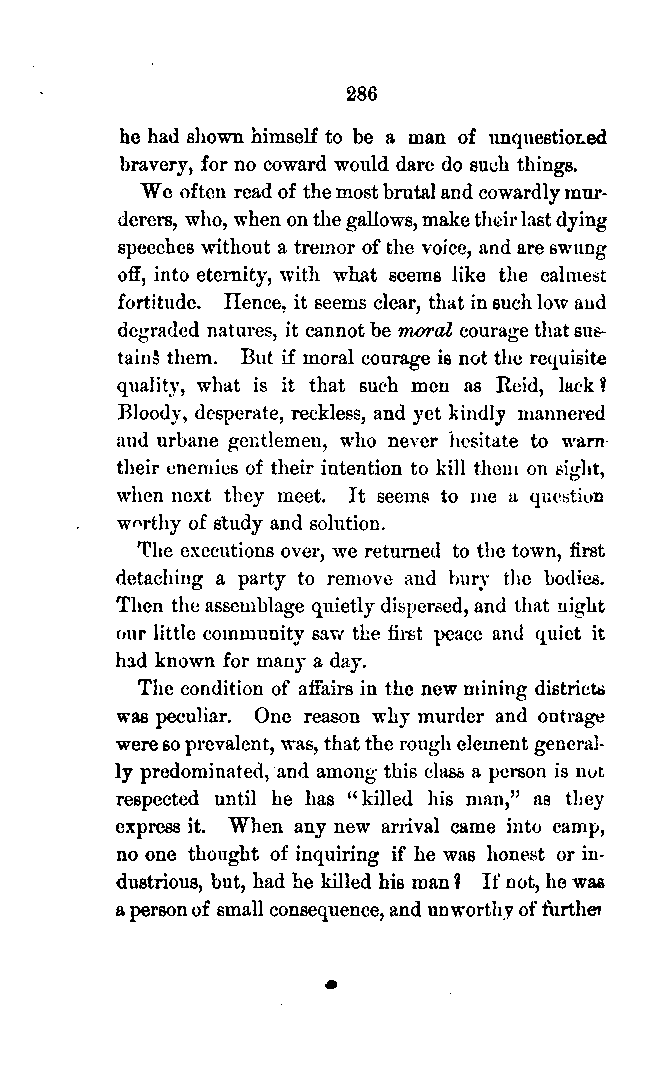 286
he had shown himself to be a man of unquestioned
bravery, for no coward would dare do such things.
We often read of the most brutal and cowardly mur-
derers, who, when on the gallows, make their last dying
speeches without a tremor of the voice, and are swung
off, into eternity, with what seems like the calmest
fortitude. Hence, it seems clear, that in such low and
degraded natures, it cannot be moral courage that sus-
tains them. But if moral courage is not the requisite
quality, what is it that such men as Reid, lack?
Bloody, desperate, reckless, and yet kindly mannered
and urbane gentlemen, who never hesitate to warn
their enemies of their intention to kill them on sight,
when next they meet. It seems to me a question
worthy of study and solution.
The executions over, we returned to the town, first
detaching a party to remove and bury the bodies.
Then the assemblage quietly dispersed, and that night
our little community saw the first peace and quiet it
had known for many a day.
The condition of affairs in the new mining districts
was peculiar. One reason why murder and outrage
were so prevalent, was, that the rough element general-
ly predominated, and among this class a person is not
respected until he has "killed his man," as they
express it. When any new arrival came into camp,
no one thought of inquiring if he was honest or in-
dustrious, but, had he killed his man? If not, he was
a person of small consequence, and unworthy of further